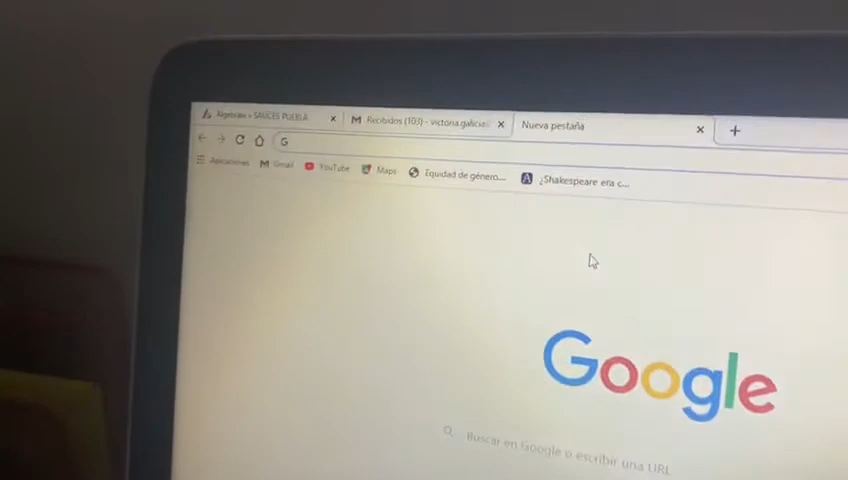 Algebraix » SAUCES PUEBLA
Recibidos (103) - victoria.galicia
Nueva pestaña
G
Aplicaciones
Gmail
YouTube
Maps
Equidad de género...
A
¿Shakespeare era c...
Google
Buscar en Google o escribir una URL